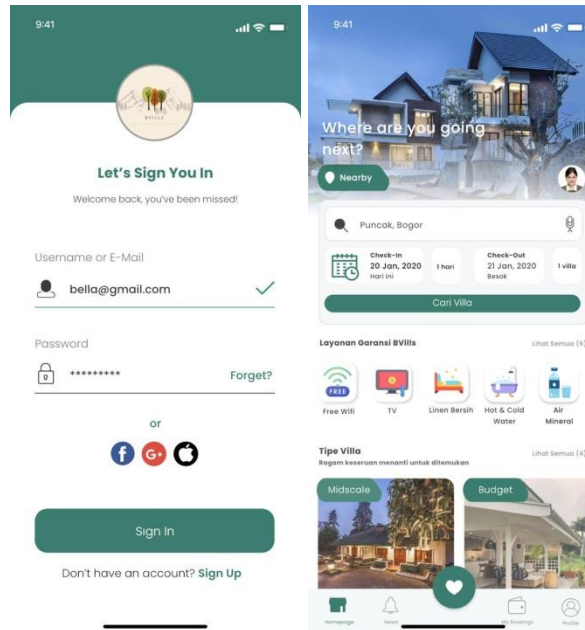 9:41
BVILLS
Let's Sign You In
Welcome back, you've been missed!
Username or E-Mail
bella@gmail.com
Password
*********
Forget?
or
f
G+
Sign In
Don't have an account? Sign Up
9:41
Where are you going
next?
Nearby
Puncak, Bogor
Check-In
20 Jan, 2020
Hari ini
1 hari
Check-Out
21 Jan, 2020
Besok
1 villa
Cari Villa
Layanan Garansi BVills
Lihat Semua (6)
FREE
Free Wifi
TV
Linen Bersih
Hot & Cold
Water
Air
Mineral
Tipe Villa
Lihat Semua (4)
Ragam keseruan menanti untuk ditemukan
Midscale
Budget
Homepage
News
My Bookings
Profile